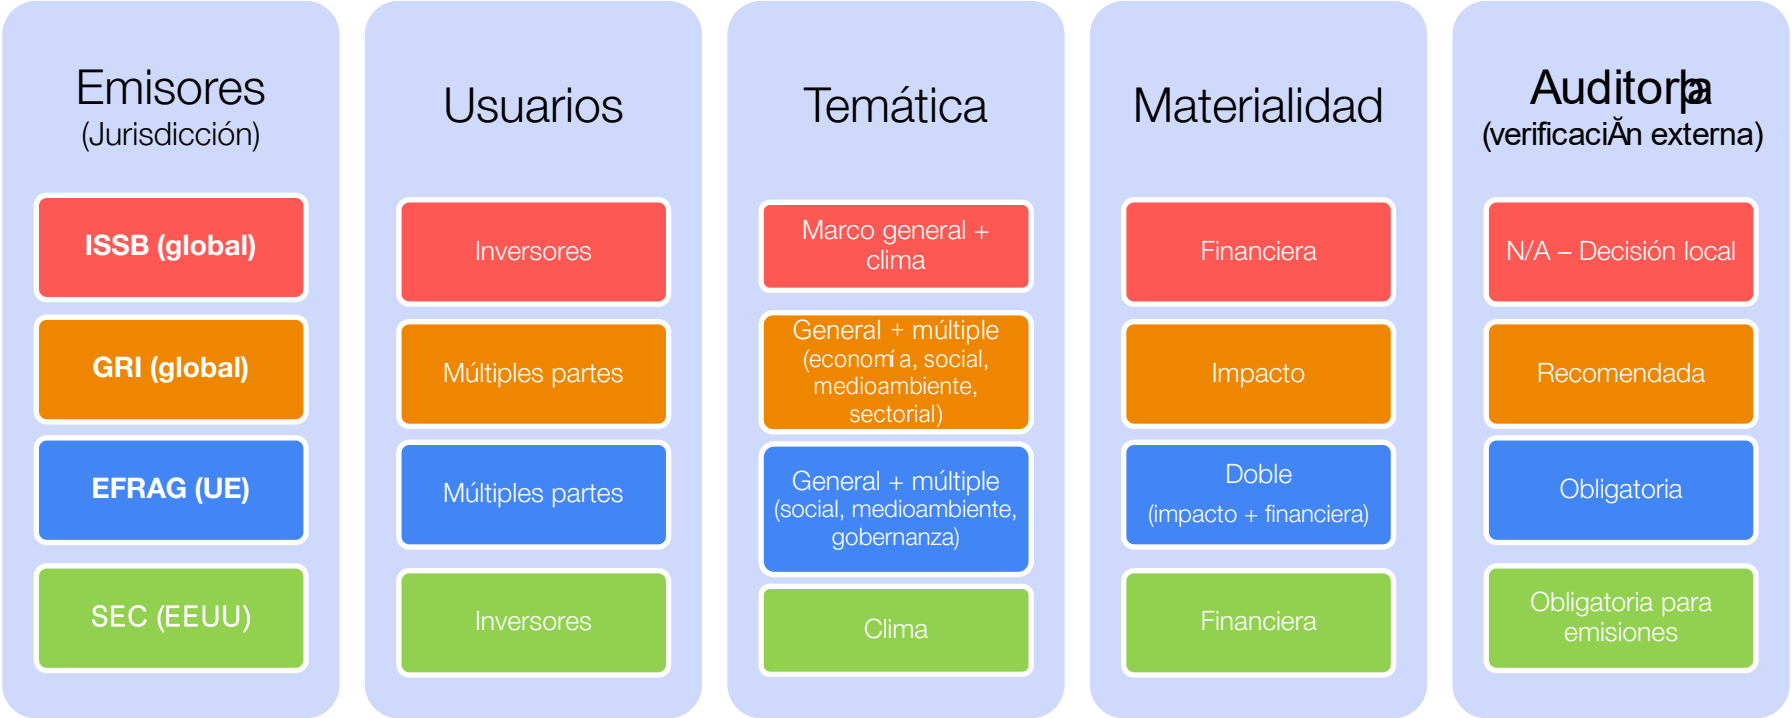 Emisores
(Jurisdicción)
ISSB (global)
GRI (global)
EFRAG (UE)
SEC (EEUU)
Usuarios
Inversores
Múltiples partes
Múltiples partes
Inversores
Temática
Marco general +
clima
General + múltiple
(economía, social,
medioambiente,
sectorial)
General + múltiple
(social, medioambiente,
gobernanza)
Clima
Materialidad
Financiera
Impacto
Doble
(impacto + financiera)
Financiera
(verificaciĂn externa)
N/A – Decisión local
Recomendada
Obligatoria
Obligatoria para
emisiones